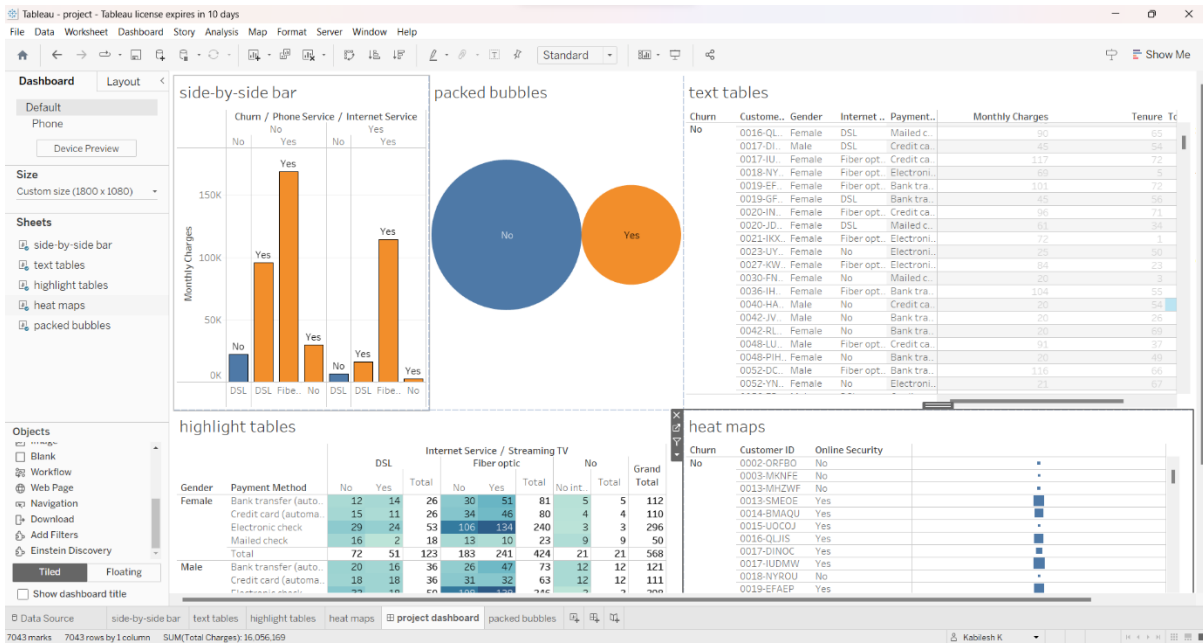 Tableau - project - Tableau license expires in 10 days
File Data Worksheet Dashboard Story Analysis Map Format Server Window Help
Standard
Show Me
Dashboard Layout
Default
Phone
Device Preview
Size
Custom size (1800 x 1080)
Sheets
side-by-side bar
text tables
highlight tables
heat maps
packed bubbles
Objects
Blank
Workflow
Web Page
Navigation
Download
Add Filters
Einstein Discovery
Tiled Floating
Show dashboard title
side-by-side bar
Churn / Phone Service / Internet Service
No Yes
No Yes No Yes
Monthly Charges
150K
100K
50K
0K
No Yes Yes Yes No Yes Yes Yes
DSL DSL Fibe.. No DSL DSL Fibe.. No
packed bubbles
No Yes
text tables
Churn Custome.. Gender Internet .. Payment.. Monthly Charges Tenure
No 0016-QL.. Female DSL Mailed c.. 90 65
0017-DI.. Male DSL Credit ca.. 45 54
0017-IU.. Female Fiber opt.. Credit ca.. 117 72
0018-NY.. Female Fiber opt.. Electroni.. 69 5
0019-EF.. Female Fiber opt.. Bank tra.. 101 72
0019-GF.. Female DSL Bank tra.. 45 56
0020-IN.. Female Fiber opt.. Credit ca.. 96 71
0020-JD.. Female DSL Mailed c.. 61 34
0021-IKX.. Female Fiber opt.. Electroni.. 72 1
0023-UY.. Female No Electroni.. 25 50
0027-KW.. Female Fiber opt.. Electroni.. 84 23
0030-FN.. Female No Mailed c.. 20 3
0036-IH.. Female Fiber opt.. Bank tra.. 104 55
0040-HA.. Male No Credit ca.. 20 54
0042-JV.. Male No Bank tra.. 20 26
0042-RL.. Female No Bank tra.. 20 69
0048-LU.. Male Fiber opt.. Credit ca.. 91 37
0048-PIH.. Female No Bank tra.. 20 49
0052-DC.. Male Fiber opt.. Bank tra.. 116 66
0052-YN.. Female No Electroni.. 21 67
highlight tables
Internet Service / Streaming TV
DSL Fiber optic No Grand
Gender Payment Method No Yes Total No Yes Total No int.. Total Total
Female Bank transfer (auto.. 12 14 26 30 51 81 5 5 112
Credit card (automa.. 15 11 26 34 46 80 4 4 110
Electronic check 29 24 53 106 134 240 3 3 296
Mailed check 16 2 18 13 10 23 9 9 50
Total 72 51 123 183 241 424 21 21 568
Male Bank transfer (auto.. 20 16 36 26 47 73 12 12 121
Credit card (automa.. 18 18 36 31 32 63 12 12 111
heat maps
Churn Customer ID Online Security
No 0002-ORFBO No
0003-MKNFE No
0013-MHZWF No
0013-SMEOE Yes
0014-BMAQU Yes
0015-UOCOJ Yes
0016-QLJIS Yes
0017-DINOC Yes
0017-IUDMW Yes
0018-NYROU No
0019-EFAEP Yes
Data Source side-by-side bar text tables highlight tables heat maps project dashboard packed bubbles
7043 marks 7043 rows by 1 column SUM(Total Charges): 16,056,169 Kabilesh K